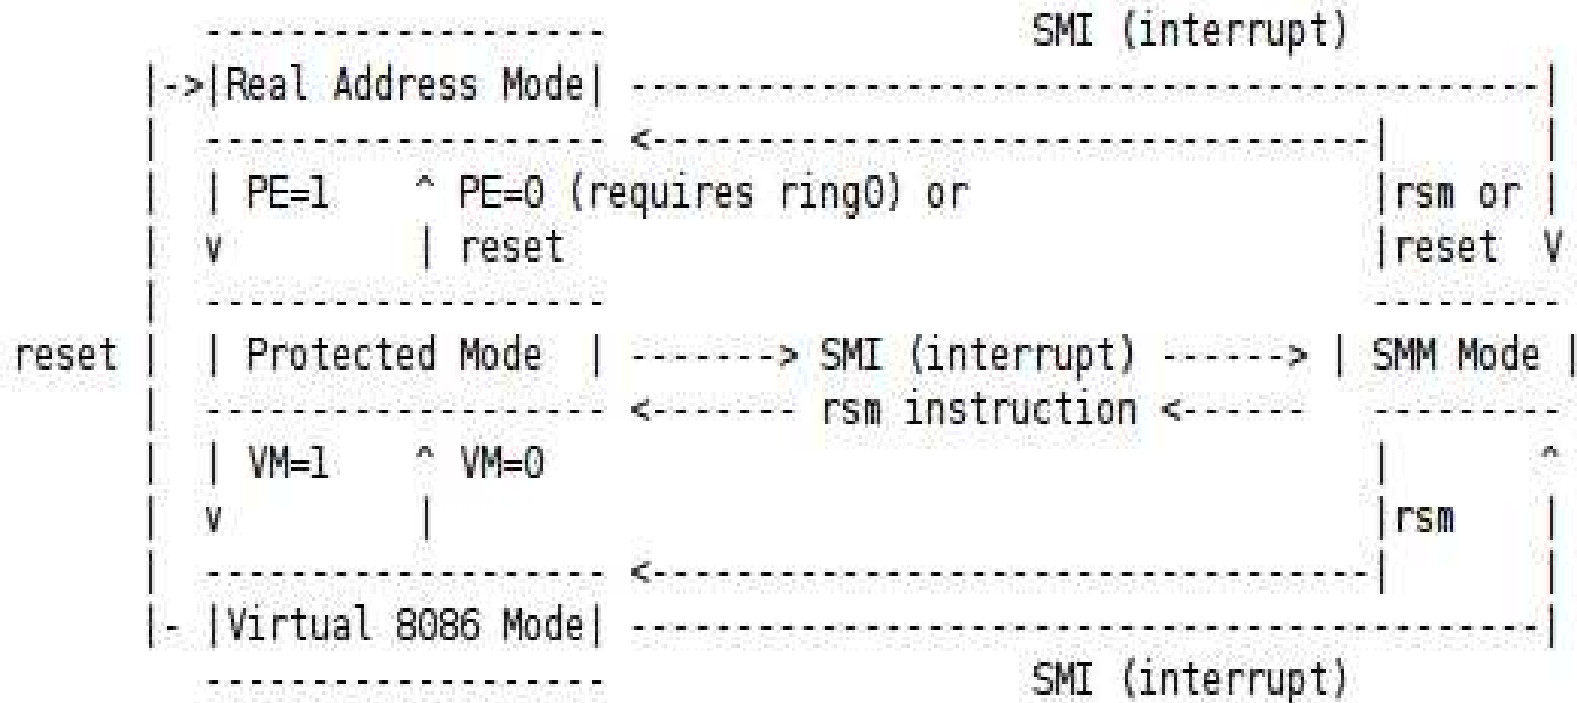 SMI (interrupt)
|->|Real Address Mode| -------------------------------------------|
|  ------------------- <----------------------------------|       |
|  | PE=1    ^ PE=0 (requires ring0) or                   |rsm or |
|  v         | reset                                      |reset  V
|  -------------------                                    ---------
reset |  | Protected Mode  | -------> SMI (interrupt) ------> | SMM Mode |
|  ------------------- <------- rsm instruction <------   ---------
|  | VM=1    ^ VM=0                                       |       ^
|  v         |                                            |rsm    |
|  ------------------- <----------------------------------|       |
|- |Virtual 8086 Mode| -------------------------------------------|
-------------------                    SMI (interrupt)